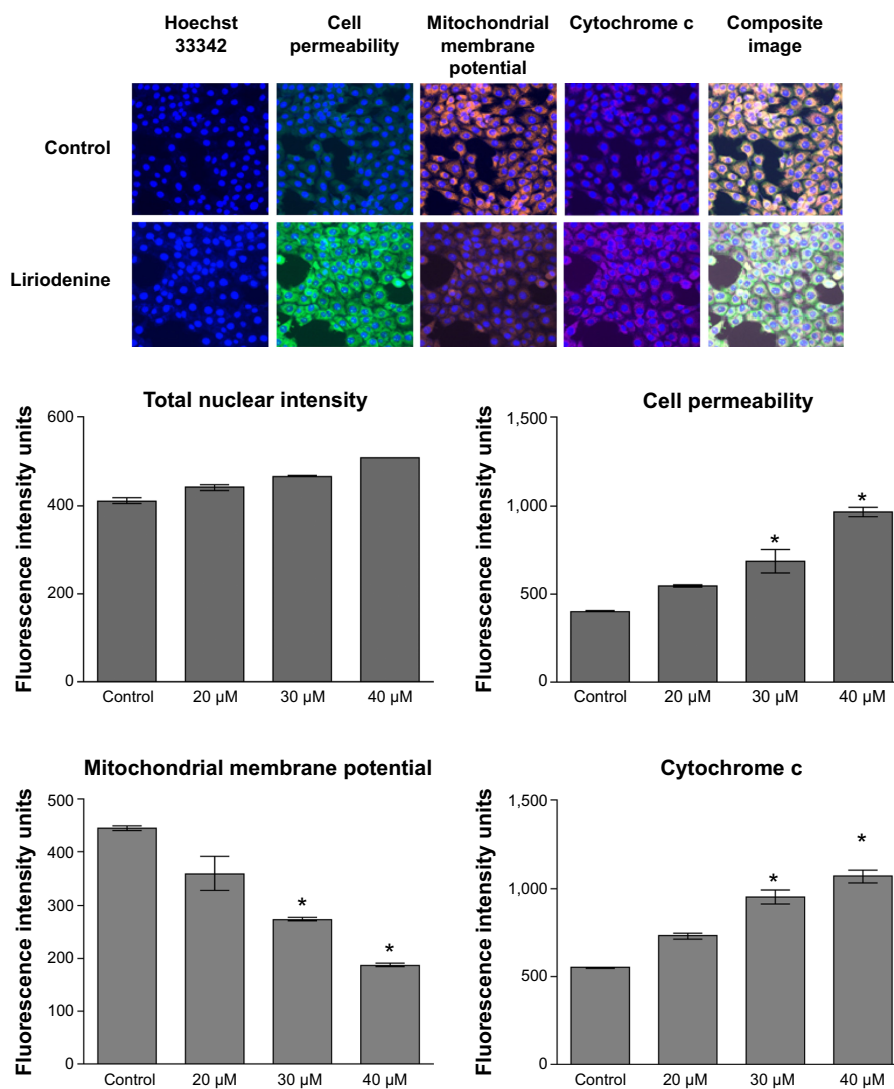 Hoechst
33342
Cell
permeability
Mitochondrial
membrane
potential
Cytochrome c
Composite
image
Control
Liriodenine
Total nuclear intensity
Fluorescence intensity units
600
400
200
0
Control
20 µM
30 µM
40 µM
Cell permeability
Fluorescence intensity units
1,500
1,000
500
0
*
*
Control
20 µM
30 µM
40 µM
Mitochondrial membrane potential
Fluorescence intensity units
500
400
300
200
100
0
*
*
Control
20 µM
30 µM
40 µM
Cytochrome c
Fluorescence intensity units
1,500
1,000
500
0
*
*
Control
20 µM
30 µM
40 µM